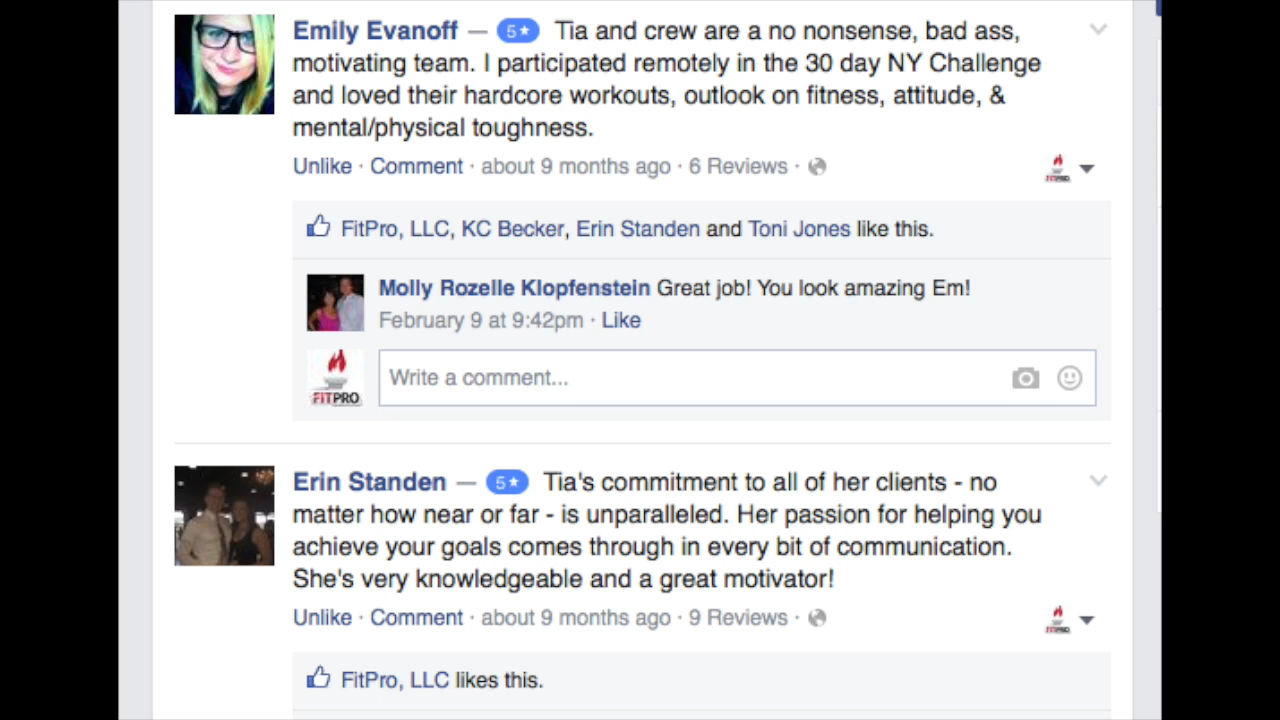 Emily Evanoff — 5★ Tia and crew are a no nonsense, bad ass,
motivating team. I participated remotely in the 30 day NY Challenge
and loved their hardcore workouts, outlook on fitness, attitude, &
mental/physical toughness.
Unlike · Comment · about 9 months ago · 6 Reviews ·
FITPRO
FitPro, LLC, KC Becker, Erin Standen and Toni Jones like this.
Molly Rozelle Klopfenstein Great job! You look amazing Em!
February 9 at 9:42pm · Like
FITPRO
Write a comment...
Erin Standen — 5★ Tia's commitment to all of her clients - no
matter how near or far - is unparalleled. Her passion for helping you
achieve your goals comes through in every bit of communication.
She's very knowledgeable and a great motivator!
Unlike · Comment · about 9 months ago · 9 Reviews ·
FITPRO
FitPro, LLC likes this.